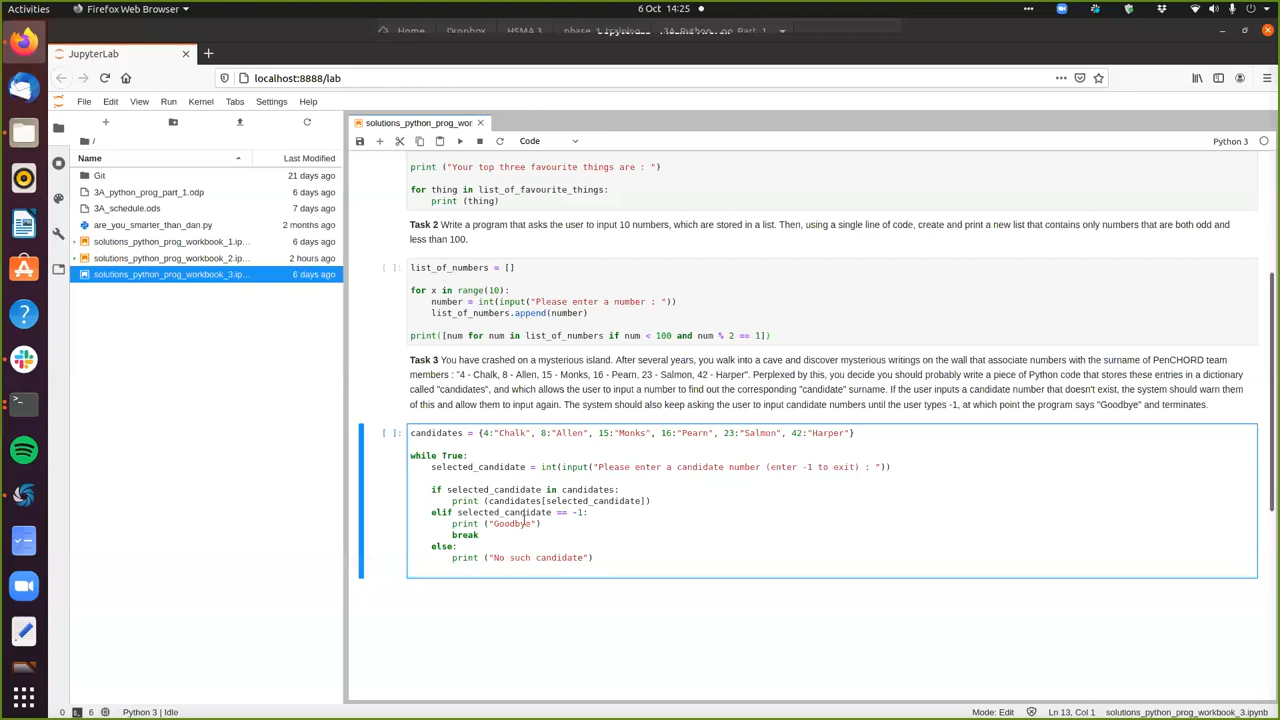 Activities
Firefox Web Browser
6 Oct 14:25
Home
Dropbox
HSMA 3
JupyterLab
localhost:8888/lab
File Edit View Run Kernel Tabs Settings Help
solutions_python_prog_wor
Code
Python 3
/
Name
Last Modified
Git 21 days ago
3A_python_prog_part_1.odp 6 days ago
3A_schedule.ods 7 days ago
are_you_smarter_than_dan.py 2 months ago
solutions_python_prog_workbook_1.ip... 6 days ago
solutions_python_prog_workbook_2.ip... 2 hours ago
solutions_python_prog_workbook_3.ip... 6 days ago
print ("Your top three favourite things are : ")
for thing in list_of_favourite_things:
print (thing)
Task 2 Write a program that asks the user to input 10 numbers, which are stored in a list. Then, using a single line of code, create and print a new list that contains only numbers that are both odd and
less than 100.
[ ]: list_of_numbers = []
for x in range(10):
number = int(input("Please enter a number : "))
list_of_numbers.append(number)
print([num for num in list_of_numbers if num < 100 and num % 2 == 1])
Task 3 You have crashed on a mysterious island. After several years, you walk into a cave and discover mysterious writings on the wall that associate numbers with the surname of PenCHORD team
members : "4 - Chalk, 8 - Allen, 15 - Monks, 16 - Pearn, 23 - Salmon, 42 - Harper". Perplexed by this, you decide you should probably write a piece of Python code that stores these entries in a dictionary
called "candidates", and which allows the user to input a number to find out the corresponding "candidate" surname. If the user inputs a candidate number that doesn't exist, the system should warn them
of this and allow them to input again. The system should also keep asking the user to input candidate numbers until the user types -1, at which point the program says "Goodbye" and terminates.
[ ]: candidates = {4:"Chalk", 8:"Allen", 15:"Monks", 16:"Pearn", 23:"Salmon", 42:"Harper"}
while True:
selected_candidate = int(input("Please enter a candidate number (enter -1 to exit) : "))
if selected_candidate in candidates:
print (candidates[selected_candidate])
elif selected_candidate == -1:
print ("Goodbye")
break
else:
print ("No such candidate")
0 6 Python 3 | Idle
Mode: Edit
Ln 13, Col 1
solutions_python_prog_workbook_3.ipynb